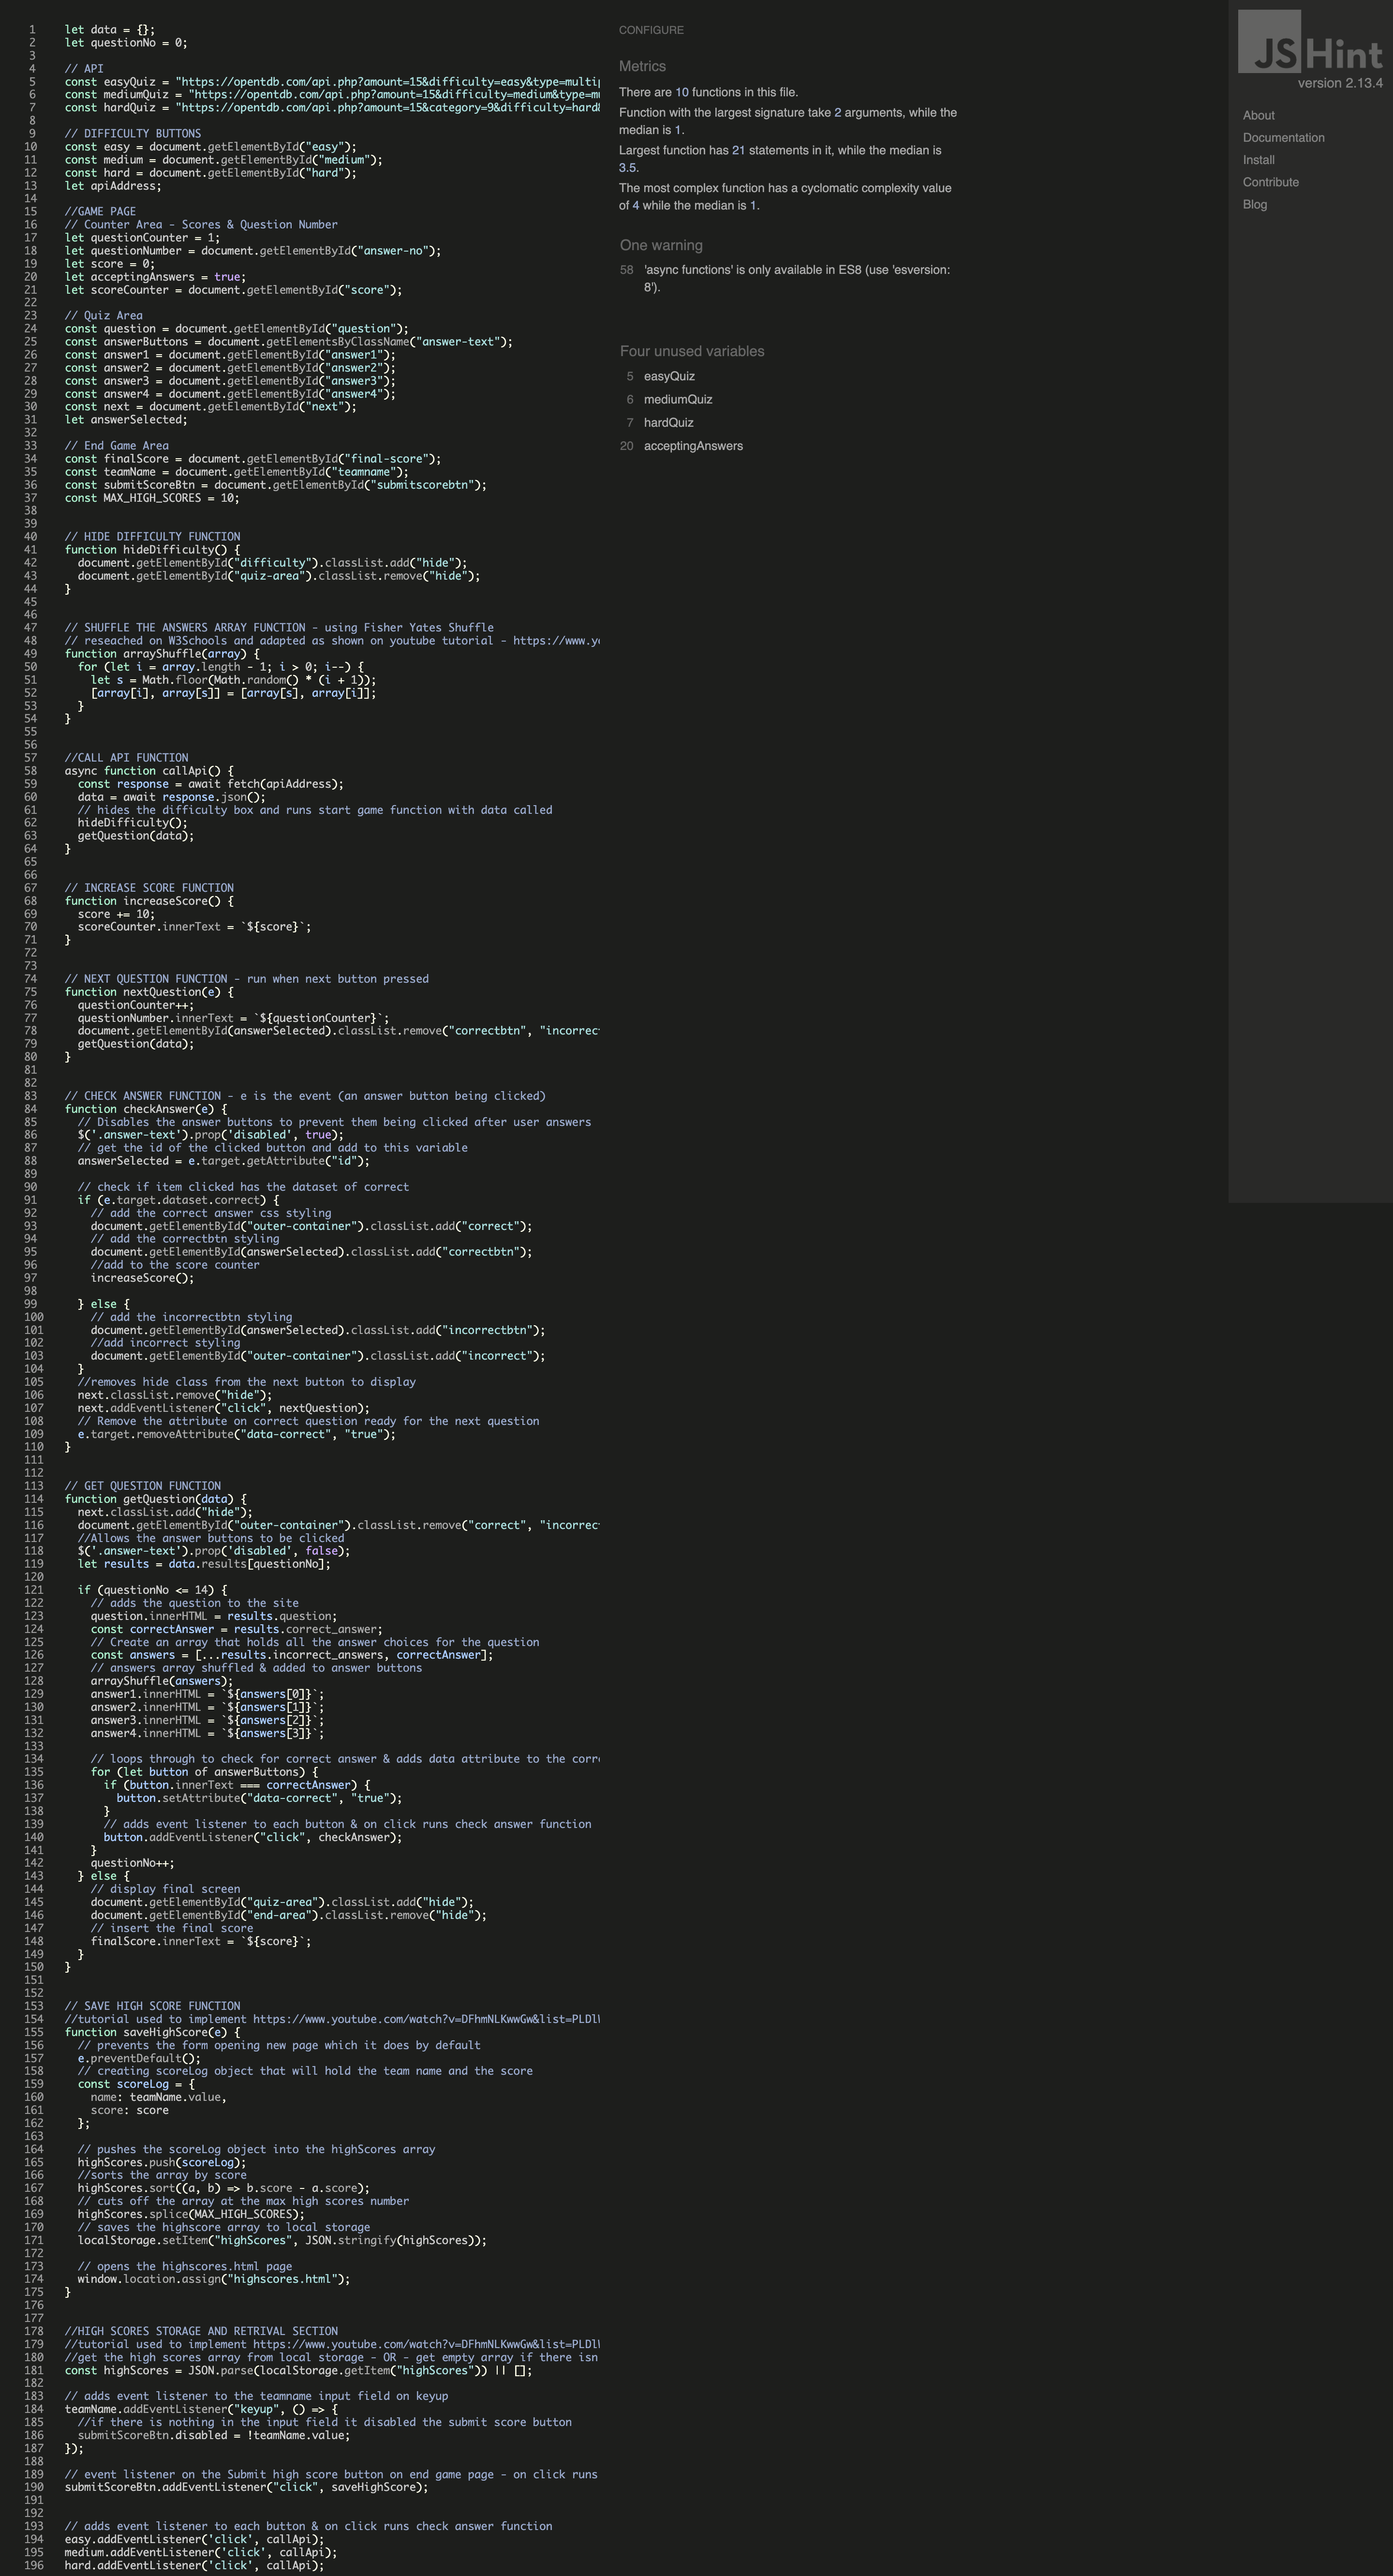 1 let data = {};
2 let questionNo = 0;
3
4 // API
5 const easyQuiz = "https://opentdb.com/api.php?amount=15&difficulty=easy&type=multip
6 const mediumQuiz = "https://opentdb.com/api.php?amount=15&difficulty=medium&type=mu
7 const hardQuiz = "https://opentdb.com/api.php?amount=15&category=9&difficulty=hard&
8
9 // DIFFICULTY BUTTONS
10 const easy = document.getElementById("easy");
11 const medium = document.getElementById("medium");
12 const hard = document.getElementById("hard");
13 let apiAddress;
14
15 //GAME PAGE
16 // Counter Area - Scores & Question Number
17 let questionCounter = 1;
18 let questionNumber = document.getElementById("answer-no");
19 let score = 0;
20 let acceptingAnswers = true;
21 let scoreCounter = document.getElementById("score");
22
23 // Quiz Area
24 const question = document.getElementById("question");
25 const answerButtons = document.getElementsByClassName("answer-text");
26 const answer1 = document.getElementById("answer1");
27 const answer2 = document.getElementById("answer2");
28 const answer3 = document.getElementById("answer3");
29 const answer4 = document.getElementById("answer4");
30 const next = document.getElementById("next");
31 let answerSelected;
32
33 // End Game Area
34 const finalScore = document.getElementById("final-score");
35 const teamName = document.getElementById("teamname");
36 const submitScoreBtn = document.getElementById("submitscorebtn");
37 const MAX_HIGH_SCORES = 10;
38
39
40 // HIDE DIFFICULTY FUNCTION
41 function hideDifficulty() {
42 document.getElementById("difficulty").classList.add("hide");
43 document.getElementById("quiz-area").classList.remove("hide");
44 }
45
46
47 // SHUFFLE THE ANSWERS ARRAY FUNCTION - using Fisher Yates Shuffle
48 // reseached on W3Schools and adapted as shown on youtube tutorial - https://www.yo
49 function arrayShuffle(array) {
50 for (let i = array.length - 1; i > 0; i--) {
51 let s = Math.floor(Math.random() * (i + 1));
52 [array[i], array[s]] = [array[s], array[i]];
53 }
54 }
55
56
57 //CALL API FUNCTION
58 async function callApi() {
59 const response = await fetch(apiAddress);
60 data = await response.json();
61 // hides the difficulty box and runs start game function with data called
62 hideDifficulty();
63 getQuestion(data);
64 }
65
66
67 // INCREASE SCORE FUNCTION
68 function increaseScore() {
69 score += 10;
70 scoreCounter.innerText = `${score}`;
71 }
72
73
74 // NEXT QUESTION FUNCTION - run when next button pressed
75 function nextQuestion(e) {
76 questionCounter++;
77 questionNumber.innerText = `${questionCounter}`;
78 document.getElementById(answerSelected).classList.remove("correctbtn", "incorrec
79 getQuestion(data);
80 }
81
82
83 // CHECK ANSWER FUNCTION - e is the event (an answer button being clicked)
84 function checkAnswer(e) {
85 // Disables the answer buttons to prevent them being clicked after user answers
86 $('.answer-text').prop('disabled', true);
87 // get the id of the clicked button and add to this variable
88 answerSelected = e.target.getAttribute("id");
89
90 // check if item clicked has the dataset of correct
91 if (e.target.dataset.correct) {
92 // add the correct answer css styling
93 document.getElementById("outer-container").classList.add("correct");
94 // add the correctbtn styling
95 document.getElementById(answerSelected).classList.add("correctbtn");
96 //add to the score counter
97 increaseScore();
98
99 } else {
100 // add the incorrectbtn styling
101 document.getElementById(answerSelected).classList.add("incorrectbtn");
102 //add incorrect styling
103 document.getElementById("outer-container").classList.add("incorrect");
104 }
105 //removes hide class from the next button to display
106 next.classList.remove("hide");
107 next.addEventListener("click", nextQuestion);
108 // Remove the attribute on correct question ready for the next question
109 e.target.removeAttribute("data-correct", "true");
110 }
111
112
113 // GET QUESTION FUNCTION
114 function getQuestion(data) {
115 next.classList.add("hide");
116 document.getElementById("outer-container").classList.remove("correct", "incorrec
117 //Allows the answer buttons to be clicked
118 $('.answer-text').prop('disabled', false);
119 let results = data.results[questionNo];
120
121 if (questionNo <= 14) {
122 // adds the question to the site
123 question.innerHTML = results.question;
124 const correctAnswer = results.correct_answer;
125 // Create an array that holds all the answer choices for the question
126 const answers = [...results.incorrect_answers, correctAnswer];
127 // answers array shuffled & added to answer buttons
128 arrayShuffle(answers);
129 answer1.innerHTML = `${answers[0]}`;
130 answer2.innerHTML = `${answers[1]}`;
131 answer3.innerHTML = `${answers[2]}`;
132 answer4.innerHTML = `${answers[3]}`;
133
134 // loops through to check for correct answer & adds data attribute to the corre
135 for (let button of answerButtons) {
136 if (button.innerText === correctAnswer) {
137 button.setAttribute("data-correct", "true");
138 }
139 // adds event listener to each button & on click runs check answer function
140 button.addEventListener("click", checkAnswer);
141 }
142 questionNo++;
143 } else {
144 // display final screen
145 document.getElementById("quiz-area").classList.add("hide");
146 document.getElementById("end-area").classList.remove("hide");
147 // insert the final score
148 finalScore.innerText = `${score}`;
149 }
150 }
151
152
153 // SAVE HIGH SCORE FUNCTION
154 //tutorial used to implement https://www.youtube.com/watch?v=DFhmNLKwwGw&list=PLDlW
155 function saveHighScore(e) {
156 // prevents the form opening new page which it does by default
157 e.preventDefault();
158 // creating scoreLog object that will hold the team name and the score
159 const scoreLog = {
160 name: teamName.value,
161 score: score
162 };
163
164 // pushes the scoreLog object into the highScores array
165 highScores.push(scoreLog);
166 //sorts the array by score
167 highScores.sort((a, b) => b.score - a.score);
168 // cuts off the array at the max high scores number
169 highScores.splice(MAX_HIGH_SCORES);
170 // saves the highscore array to local storage
171 localStorage.setItem("highScores", JSON.stringify(highScores));
172
173 // opens the highscores.html page
174 window.location.assign("highscores.html");
175 }
176
177
178 //HIGH SCORES STORAGE AND RETRIVAL SECTION
179 //tutorial used to implement https://www.youtube.com/watch?v=DFhmNLKwwGw&list=PLDlW
180 //get the high scores array from local storage - OR - get empty array if there isn
181 const highScores = JSON.parse(localStorage.getItem("highScores")) || [];
182
183 // adds event listener to the teamname input field on keyup
184 teamName.addEventListener("keyup", () => {
185 //if there is nothing in the input field it disabled the submit score button
186 submitScoreBtn.disabled = !teamName.value;
187 });
188
189 // event listener on the Submit high score button on end game page - on click runs
190 submitScoreBtn.addEventListener("click", saveHighScore);
191
192
193 // adds event listener to each button & on click runs check answer function
194 easy.addEventListener('click', callApi);
195 medium.addEventListener('click', callApi);
196 hard.addEventListener('click', callApi);
CONFIGURE
Metrics
There are 10 functions in this file.
Function with the largest signature take 2 arguments, while the
median is 1.
Largest function has 21 statements in it, while the median is
3.5.
The most complex function has a cyclomatic complexity value
of 4 while the median is 1.
One warning
58 'async functions' is only available in ES8 (use 'esversion:
8').
Four unused variables
5 easyQuiz
6 mediumQuiz
7 hardQuiz
20 acceptingAnswers
JSHint
version 2.13.4
About
Documentation
Install
Contribute
Blog